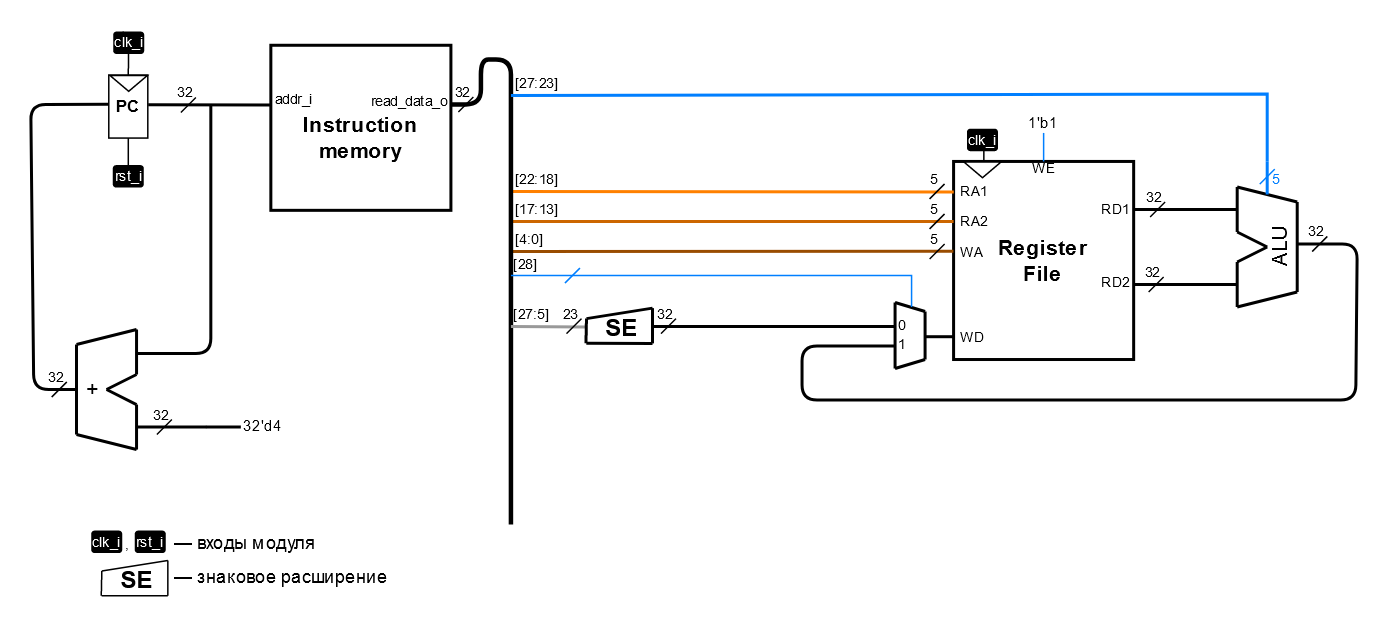 clk_i
PC
rst_i
32
addr_i
read_data_o
Instruction
memory
32
[27:23]
[22:18]
[17:13]
[4:0]
[28]
[27:5]
23
SE
32
5
5
5
0
1
clk_i
1'b1
WE
RA1
RA2
WA
WD
Register
File
RD1
RD2
32
32
5
ALU
32
32
+
32
32'd4
clk_i , rst_i — входы модуля
SE — знаковое расширение